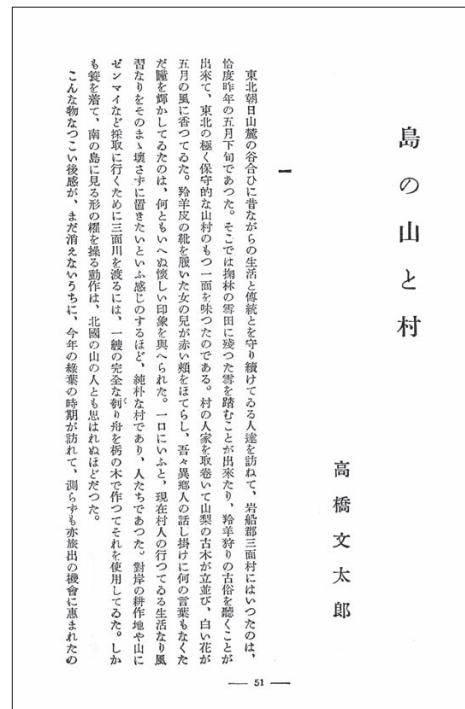 島の山と村
高橋文太郎
一
東北朝日山麓の谷合ひに昔ながらの生活と傳統とを守り續けてゐる人達を訪ねて、岩船郡三面村にはいつたのは、
恰度昨年の五月下旬であつた。そこでは掬林の雪田に殘つた雪を踏むことが出來たり、羚羊狩りの古俗を聽くことが
出來て、東北の極く保守的な山村のもつ一面を味つたのである。村の人家を取卷いて山梨の古木が立並び、白い花が
五月の風に香つてゐた。羚羊皮の靴を履いた女の兒が赤い頰をほてらし、吾々異鄕人の話し掛けに何の言葉もなくた
だ瞳を輝かしてゐたのは、何ともいへぬ懷しい印象を與へられた。一口にいふと、現在村人の行つてゐる生活なり風
習なりをそのまゝ壞さずに置きたいといふ感じのするほど、純朴な村であり、人たちであつた。對岸の耕作地や山に
ゼンマイなど採取に行くために三面川を渡るには、一艘の完全な刳り舟を栃の木で作つてそれを使用してゐた。しか
も簑を着て、南の島に見る形の櫂を操る動作は、北國の山の人とも思はれぬほどだつた。
こんな物なつこい後感が、まだ消えないうちに、今年の綠葉の時期が訪れて、測らずも亦旅出の機會に惠まれたの
— 51 —